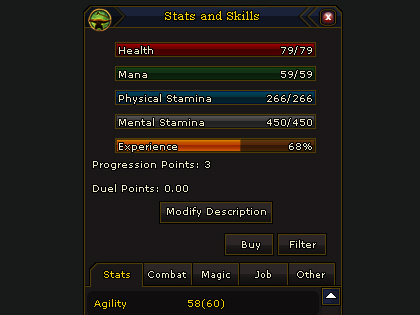 Stats and Skills
Health 79/79
Mana 59/59
Physical Stamina 266/266
Mental Stamina 450/450
Experience 68%
Progression Points: 3
Duel Points: 0.00
Modify Description
Buy Filter
Stats Combat Magic Job Other
Agility 58(60)